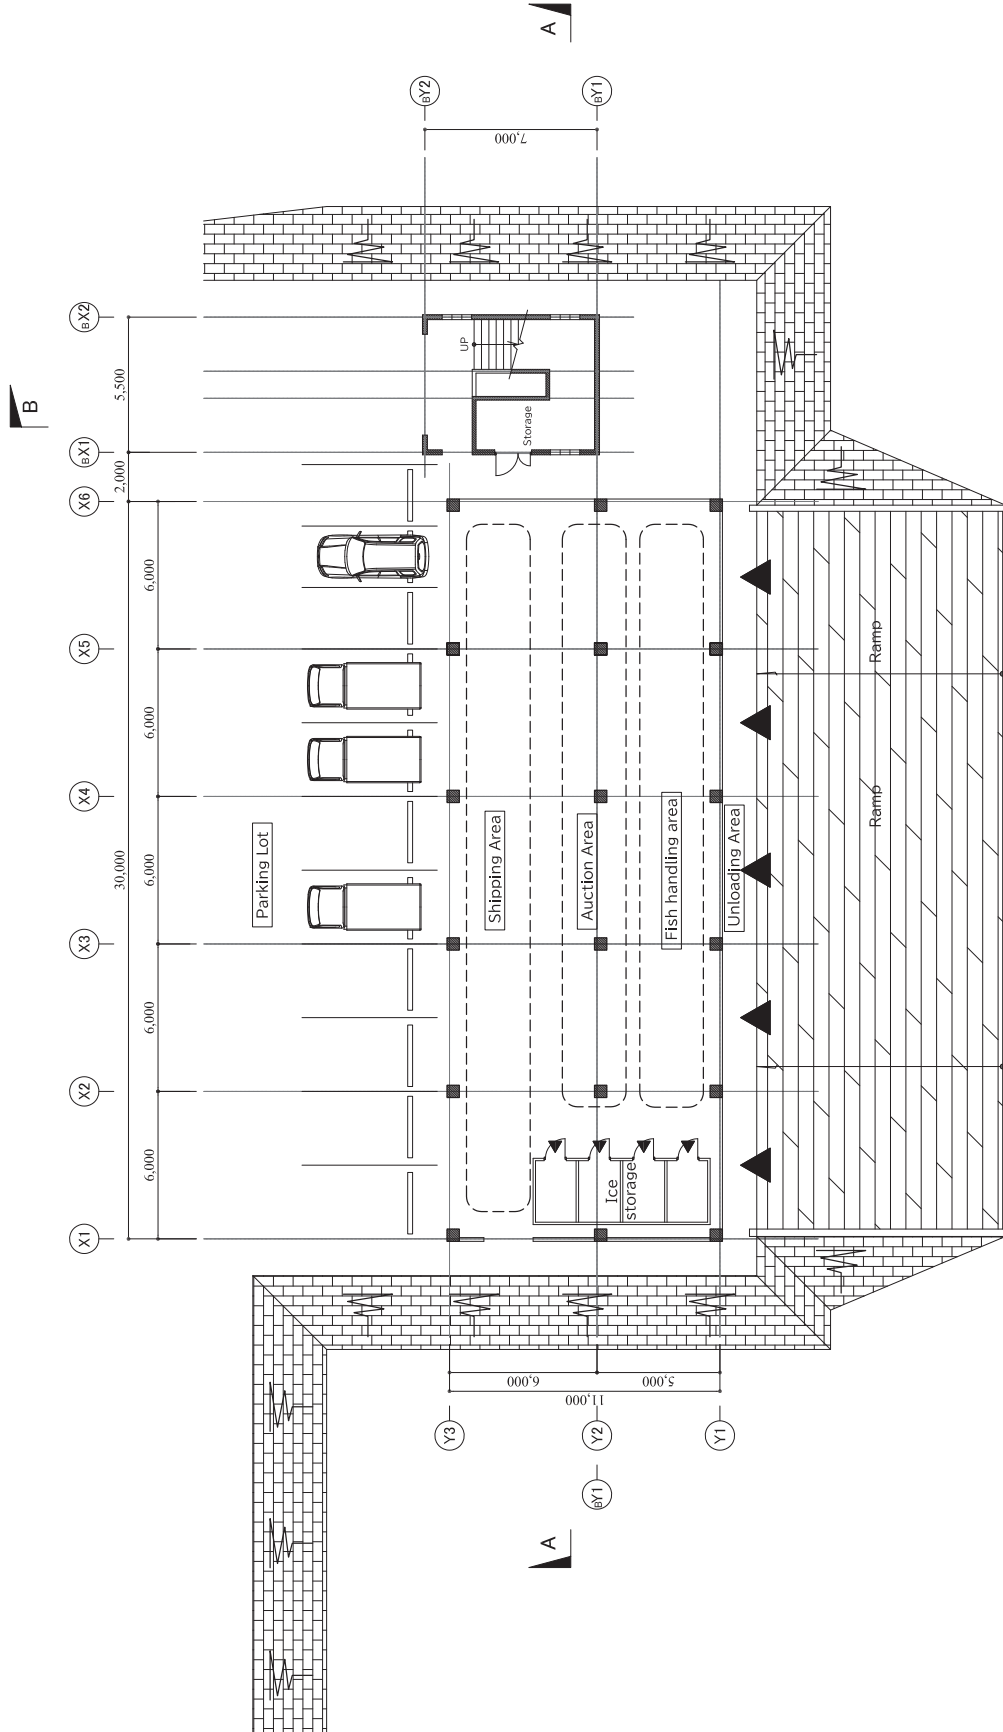 A
BY2
BY1
7,000
B
BX2
BX1
X6
X5
X4
X3
X2
X1
5,500
2,000
30,000
6,000
6,000
6,000
6,000
6,000
UP
Storage
Parking Lot
Shipping Area
Auction Area
Fish handling area
Unloading Area
Ramp
Ramp
Ice
storage
6,000
5,000
11,000
Y3
Y2
Y1
BY1
A